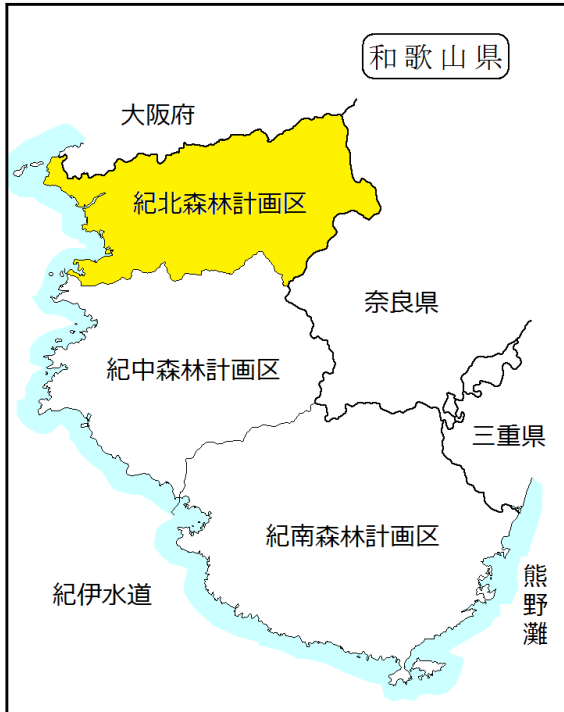 和歌山県
大阪府
紀北森林計画区
奈良県
紀中森林計画区
三重県
紀南森林計画区
熊野灘
紀伊水道